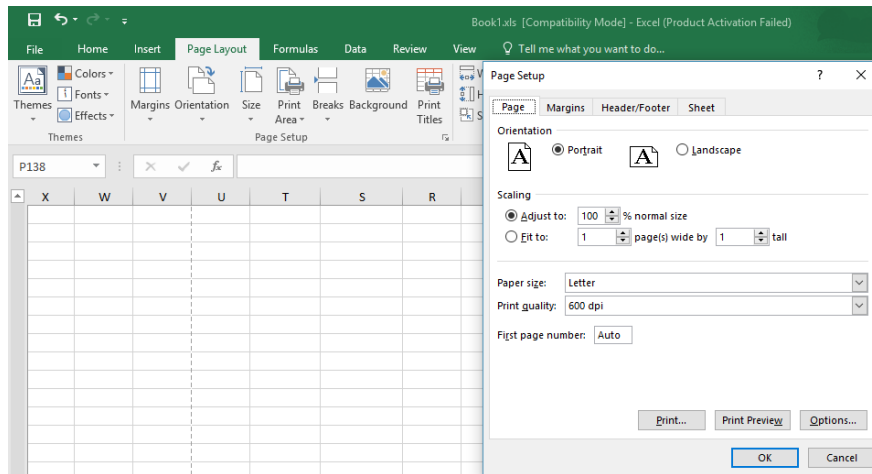 Book1.xls [Compatibility Mode] - Excel (Product Activation Failed)
File Home Insert Page Layout Formulas Data Review View Tell me what you want to do...
Aa
Themes
Colors
Fonts
Effects
Themes
Margins Orientation Size Print Area Breaks Background Print Titles
Page Setup
P138
fx
X W V U T S R
Page Setup ? X
Page Margins Header/Footer Sheet
Orientation
A Portrait A Landscape
Scaling
Adjust to: 100 % normal size
Fit to: 1 page(s) wide by 1 tall
Paper size: Letter
Print quality: 600 dpi
First page number: Auto
Print... Print Preview Options...
OK Cancel